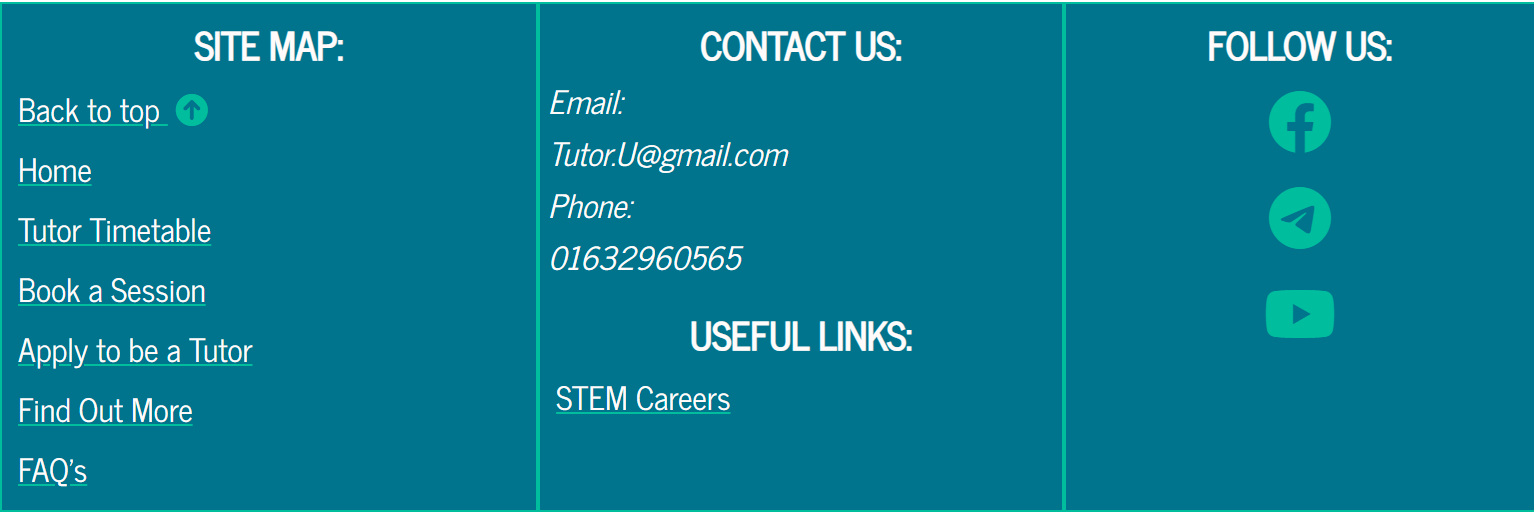 SITE MAP:
Back to top
Home
Tutor Timetable
Book a Session
Apply to be a Tutor
Find Out More
FAQ's
CONTACT US:
Email:
Tutor.U@gmail.com
Phone:
01632960565
USEFUL LINKS:
STEM Careers
FOLLOW US: